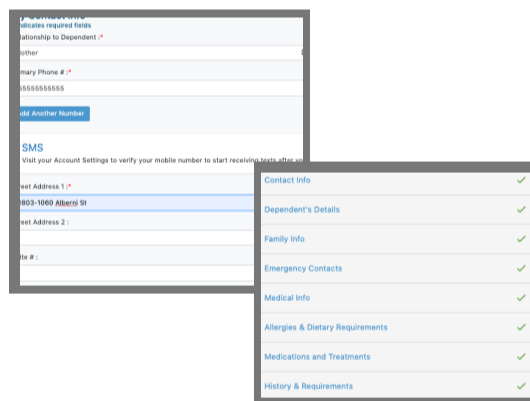 Contact Info
ndicates required fields
lationship to Dependent :*
other
mary Phone # :*
5555555555
dd Another Number
SMS
Visit your Account Settings to verify your mobile number to start receiving texts after yo
eet Address 1 :*
803-1060 Alberni St
eet Address 2 :
te # :
Contact Info
Dependent's Details
Family Info
Emergency Contacts
Medical Info
Allergies & Dietary Requirements
Medications and Treatments
History & Requirements